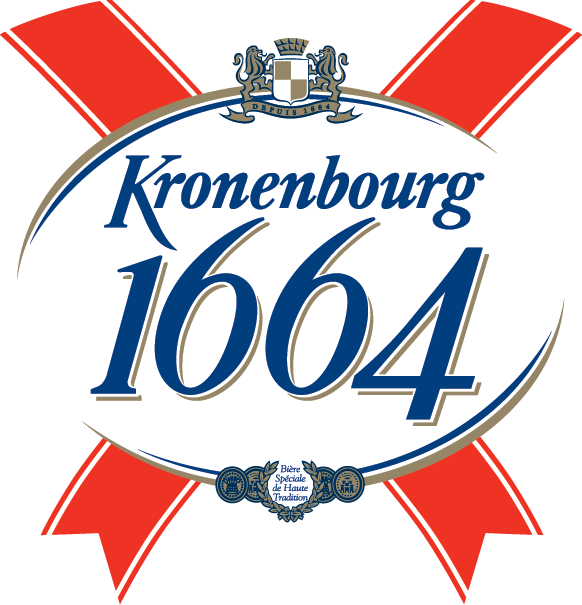 DEPUIS 1664
Kronenbourg
1664
Bière
Spéciale
de Haute
Tradition